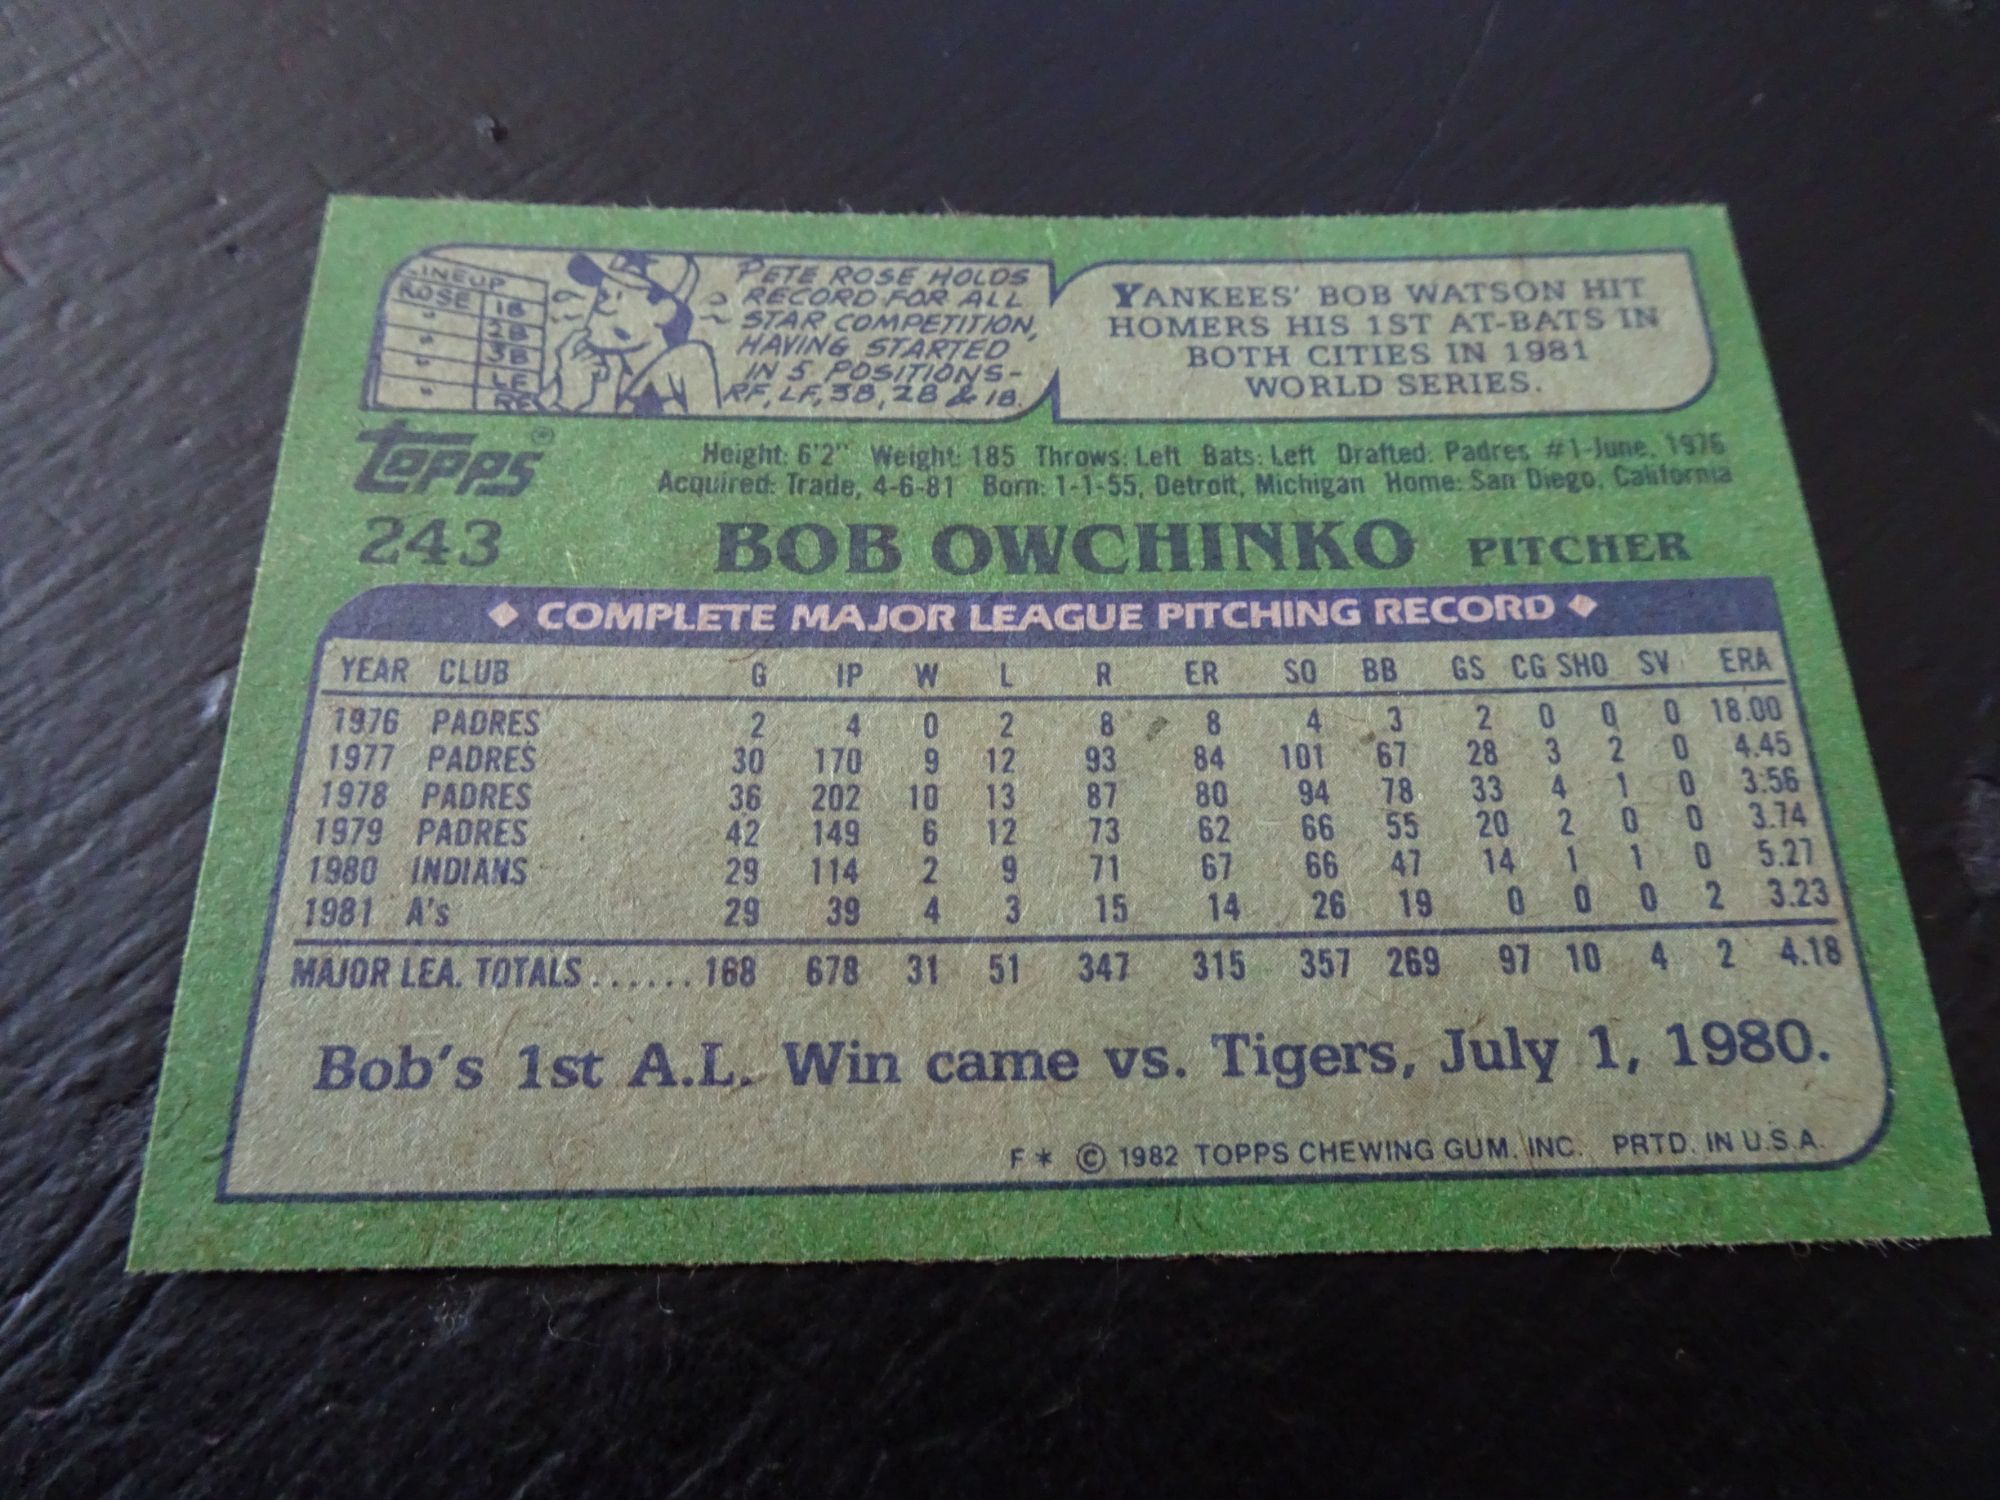 LINEUP
ROSE 1B
" 2B
" 3B
" LF
" RF
PETE ROSE HOLDS
RECORD FOR ALL
STAR COMPETITION,
HAVING STARTED
IN 5 POSITIONS-
RF, LF, 3B, 2B & 1B.
YANKEES' BOB WATSON HIT
HOMERS HIS 1ST AT-BATS IN
BOTH CITIES IN 1981
WORLD SERIES.
Topps®
Height: 6'2" Weight: 185 Throws: Left Bats: Left Drafted: Padres #1-June, 1976
Acquired: Trade, 4-6-81 Born: 1-1-55, Detroit, Michigan Home: San Diego, California
243 BOB OWCHINKO PITCHER
COMPLETE MAJOR LEAGUE PITCHING RECORD
YEAR CLUB G IP W L R ER SO BB GS CG SHO SV ERA
1976 PADRES 2 4 0 2 8 8 4 3 2 0 0 0 18.00
1977 PADRES 30 170 9 12 93 84 101 67 28 3 2 0 4.45
1978 PADRES 36 202 10 13 87 80 94 78 33 4 1 0 3.56
1979 PADRES 42 149 6 12 73 62 66 55 20 2 0 0 3.74
1980 INDIANS 29 114 2 9 71 67 66 47 14 1 1 0 5.27
1981 A's 29 39 4 3 15 14 26 19 0 0 0 2 3.23
MAJOR LEA. TOTALS ...... 168 678 31 51 347 315 357 269 97 10 4 2 4.18
Bob's 1st A.L. Win came vs. Tigers, July 1, 1980.
F * © 1982 TOPPS CHEWING GUM, INC. PRTD. IN U.S.A.